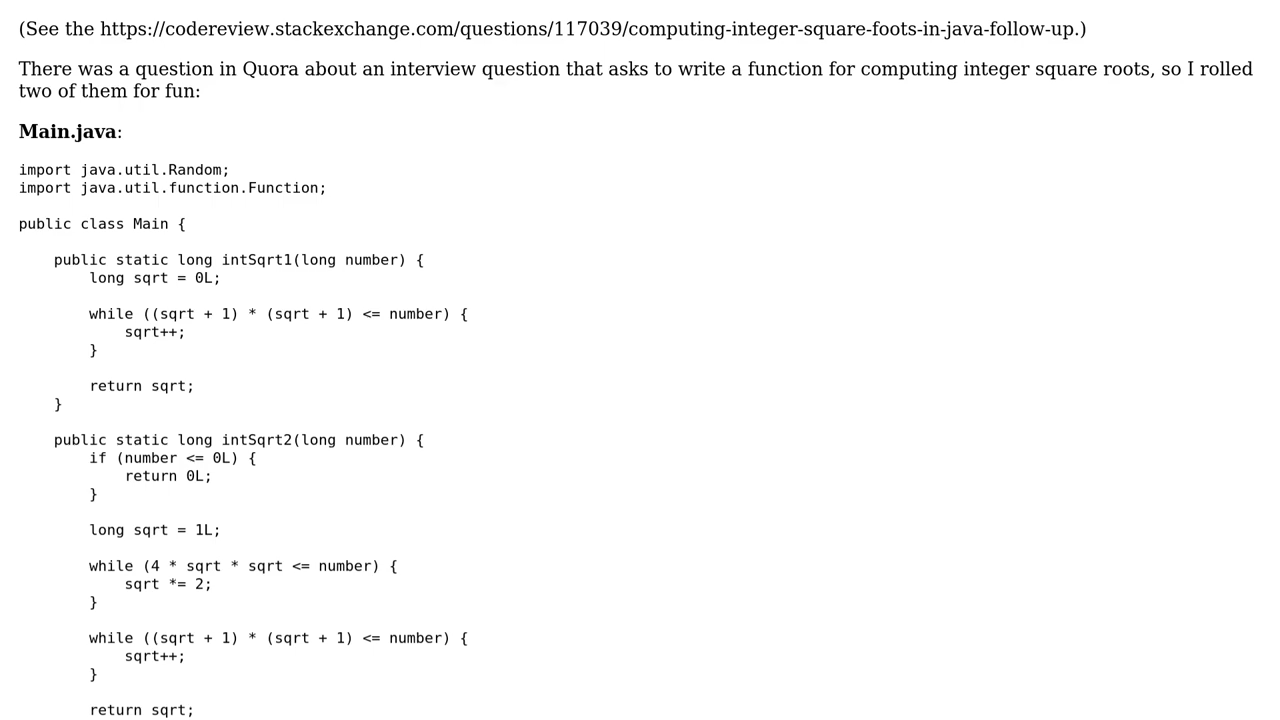 (See the https://codereview.stackexchange.com/questions/117039/computing-integer-square-foots-in-java-follow-up.)
There was a question in Quora about an interview question that asks to write a function for computing integer square roots, so I rolled
two of them for fun:
Main.java:
import java.util.Random;
import java.util.function.Function;
public class Main {
    public static long intSqrt1(long number) {
        long sqrt = 0L;
        while ((sqrt + 1) * (sqrt + 1) <= number) {
            sqrt++;
        }
        return sqrt;
    }
    public static long intSqrt2(long number) {
        if (number <= 0L) {
            return 0L;
        }
        long sqrt = 1L;
        while (4 * sqrt * sqrt <= number) {
            sqrt *= 2;
        }
        while ((sqrt + 1) * (sqrt + 1) <= number) {
            sqrt++;
        }
        return sqrt;